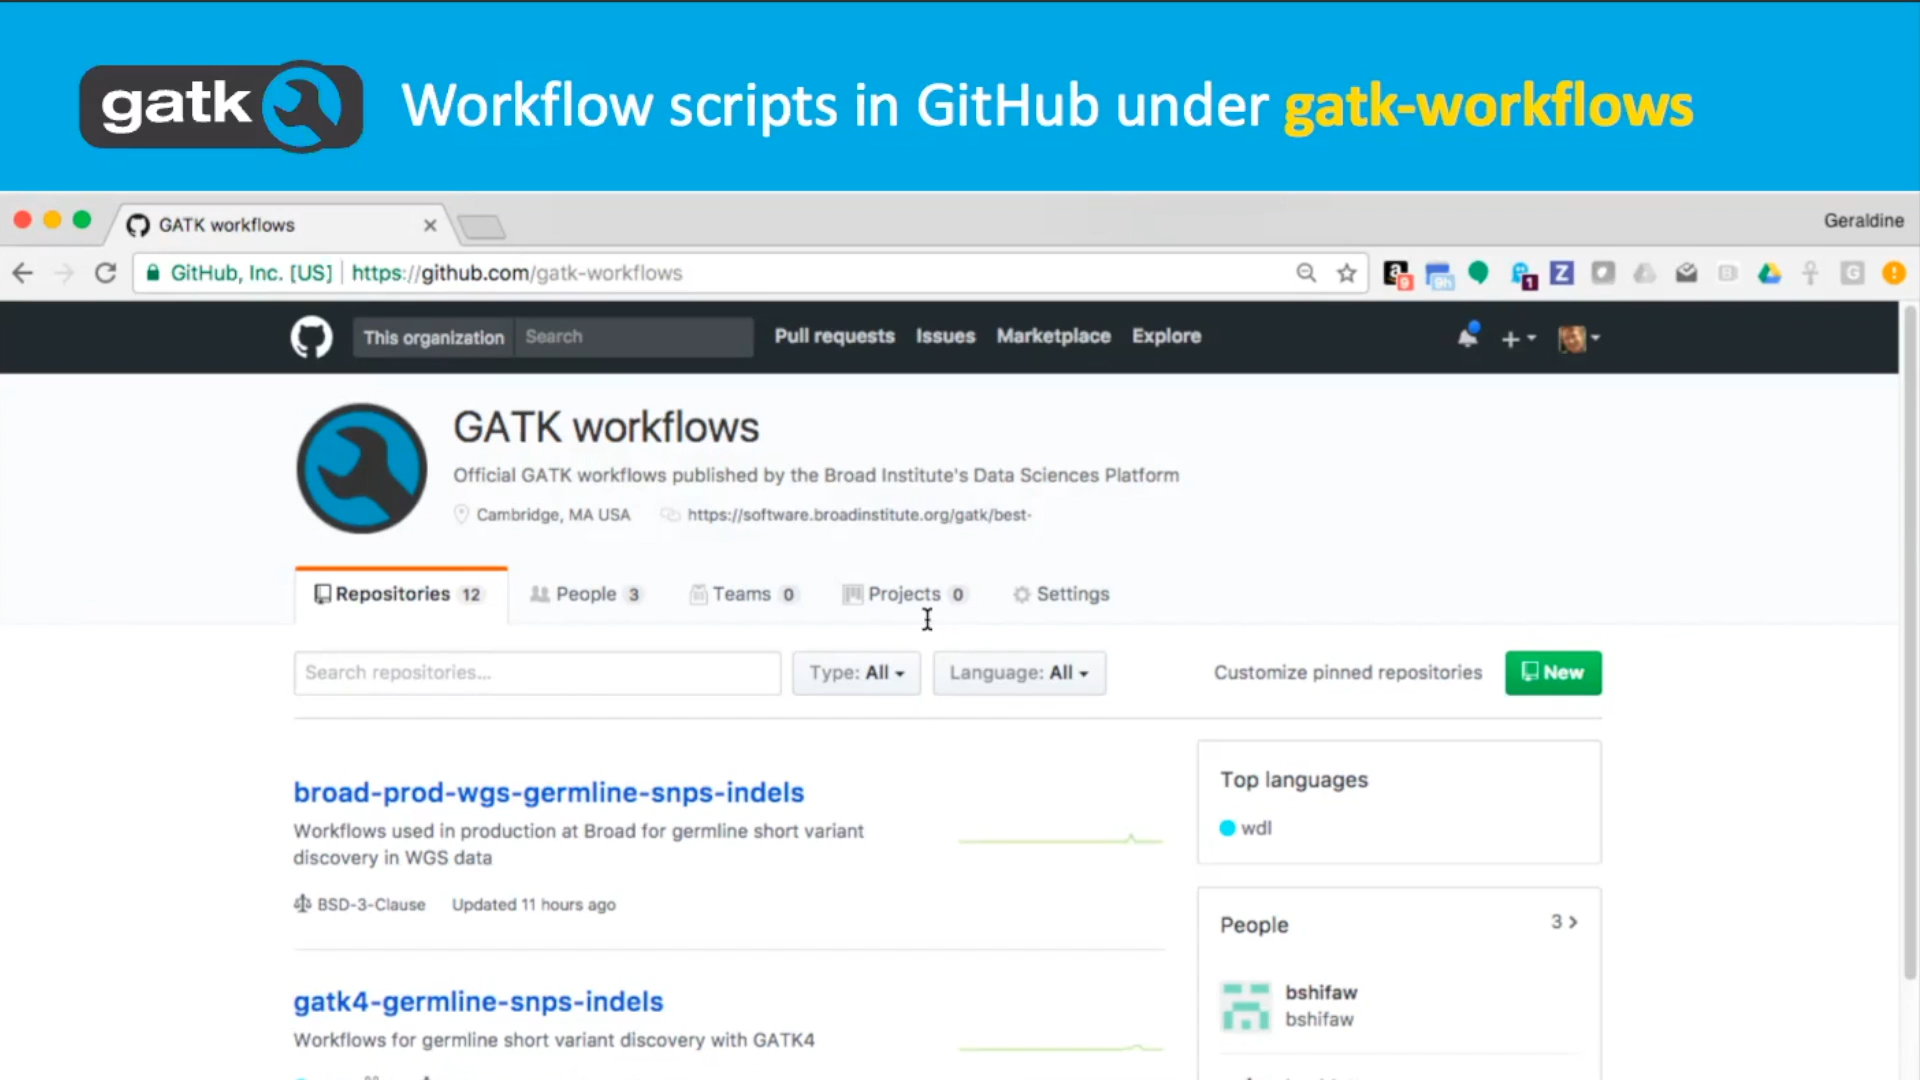 gatk Workflow scripts in GitHub under gatk-workflows
GATK workflows
Geraldine
GitHub, Inc. [US] https://github.com/gatk-workflows
a 9 9h 1 Z B G
This organization Search Pull requests Issues Marketplace Explore
GATK workflows
Official GATK workflows published by the Broad Institute's Data Sciences Platform
Cambridge, MA USA https://software.broadinstitute.org/gatk/best-
Repositories 12 People 3 Teams 0 Projects 0 Settings
Search repositories... Type: All Language: All Customize pinned repositories New
broad-prod-wgs-germline-snps-indels
Workflows used in production at Broad for germline short variant
discovery in WGS data
BSD-3-Clause Updated 11 hours ago
gatk4-germline-snps-indels
Workflows for germline short variant discovery with GATK4
Top languages
wdl
People 3
bshifaw
bshifaw